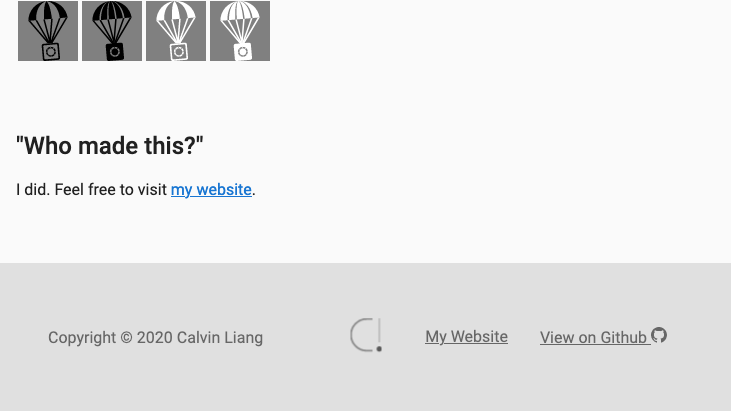 "Who made this?"
I did. Feel free to visit my website.
Copyright © 2020 Calvin Liang
My Website
View on Github